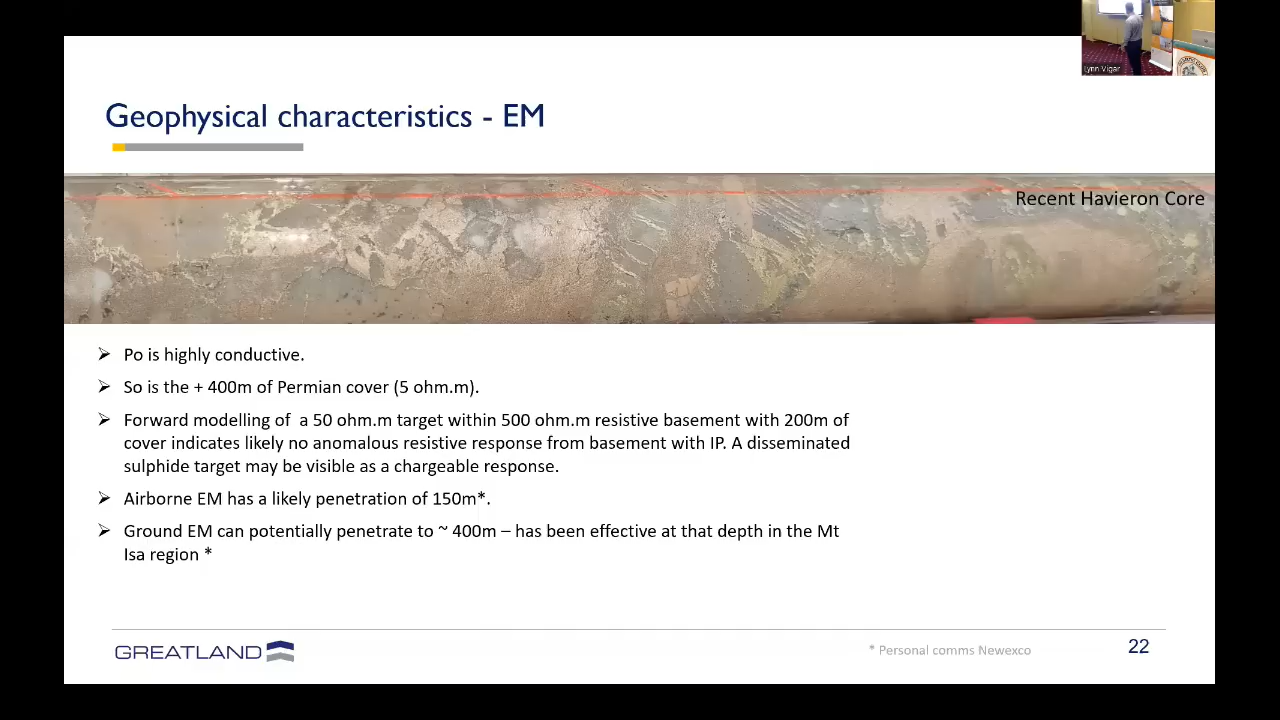 Lynn Vigar
Geophysical characteristics - EM
Recent Havieron Core
➢ Po is highly conductive.
➢ So is the + 400m of Permian cover (5 ohm.m).
➢ Forward modelling of  a 50 ohm.m target within 500 ohm.m resistive basement with 200m of
cover indicates likely no anomalous resistive response from basement with IP. A disseminated
sulphide target may be visible as a chargeable response.
➢ Airborne EM has a likely penetration of 150m*.
➢ Ground EM can potentially penetrate to ~ 400m – has been effective at that depth in the Mt
Isa region *
GREATLAND
* Personal comms Newexco
22